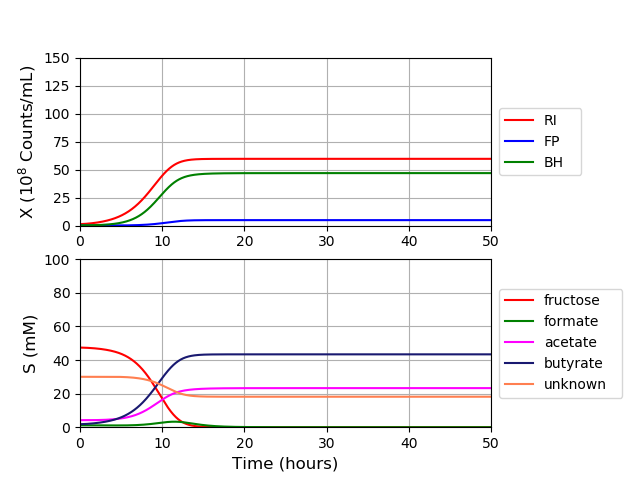 X (10⁸ Counts/mL)
150
125
100
75
50
25
0
0 10 20 30 40 50
RI
FP
BH
S (mM)
100
80
60
40
20
0
0 10 20 30 40 50
Time (hours)
fructose
formate
acetate
butyrate
unknown